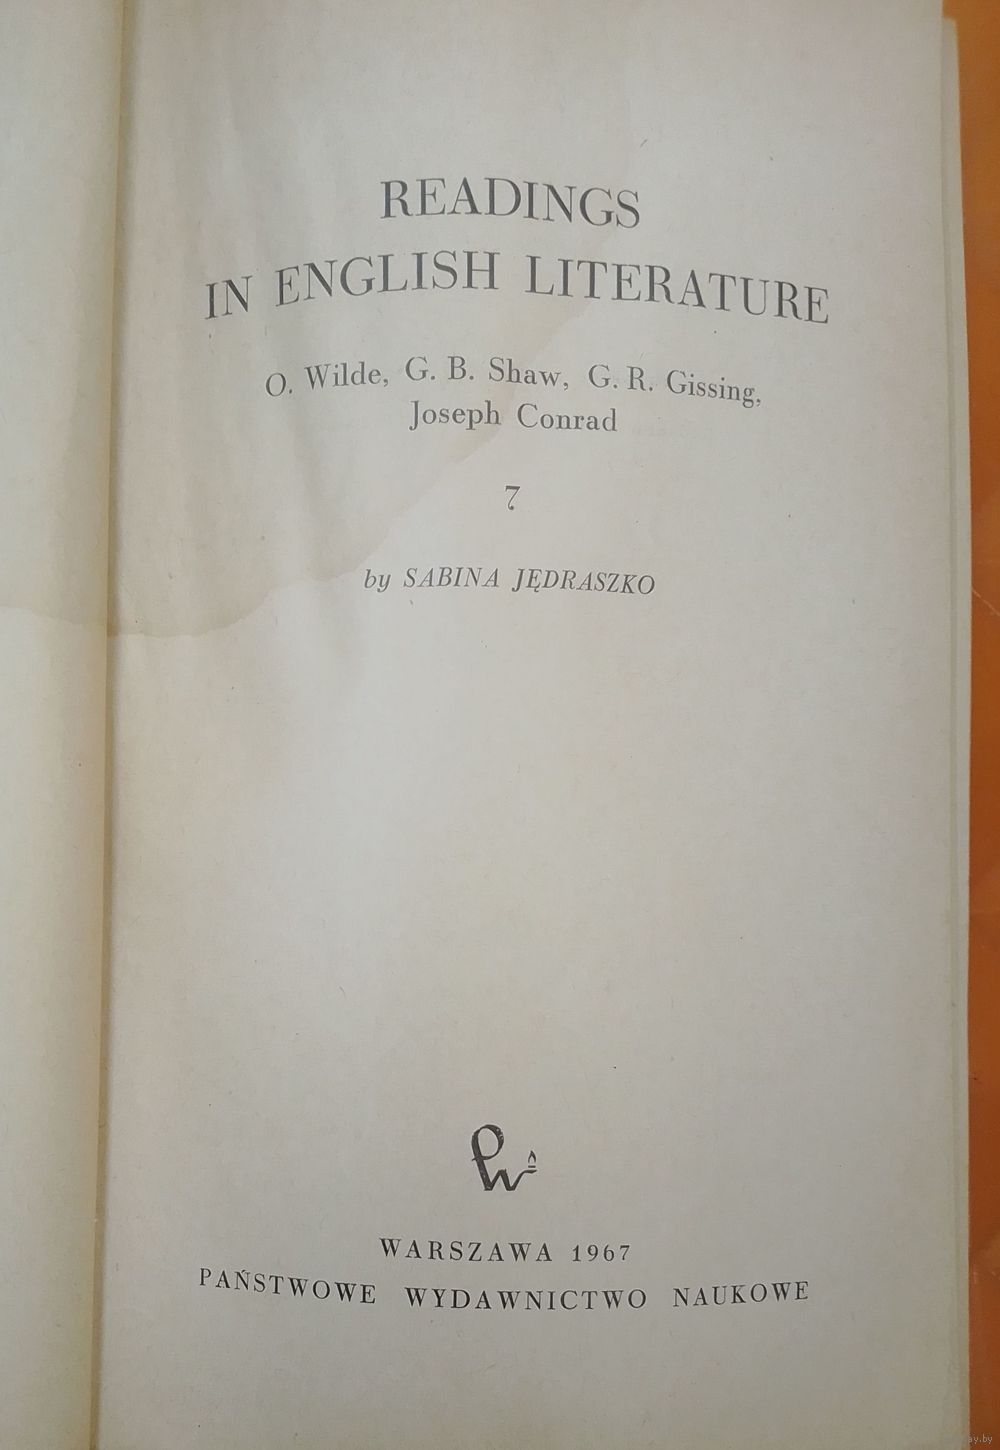 READINGS
IN ENGLISH LITERATURE
O. Wilde, G. B. Shaw, G. R. Gissing,
Joseph Conrad
7
by SABINA JĘDRASZKO
WARSZAWA 1967
PAŃSTWOWE WYDAWNICTWO NAUKOWE